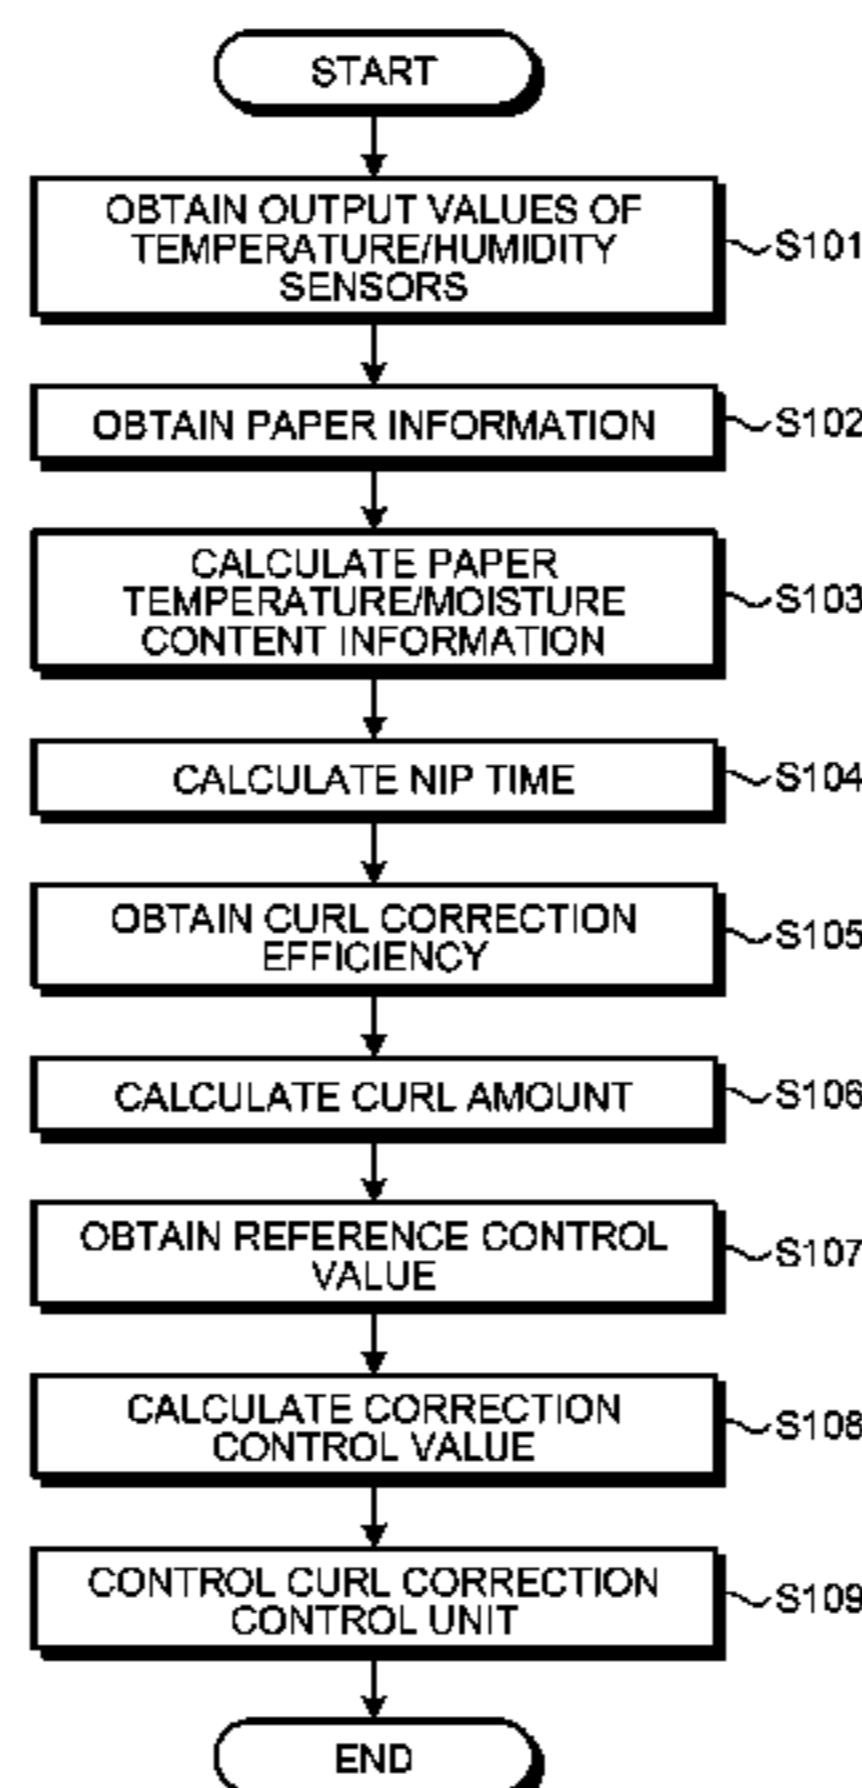 START
OBTAIN OUTPUT VALUES OF
TEMPERATURE/HUMIDITY
SENSORS
S101
OBTAIN PAPER INFORMATION
S102
CALCULATE PAPER
TEMPERATURE/MOISTURE
CONTENT INFORMATION
S103
CALCULATE NIP TIME
S104
OBTAIN CURL CORRECTION
EFFICIENCY
S105
CALCULATE CURL AMOUNT
S106
OBTAIN REFERENCE CONTROL
VALUE
S107
CALCULATE CORRECTION
CONTROL VALUE
S108
CONTROL CURL CORRECTION
CONTROL UNIT
S109
END